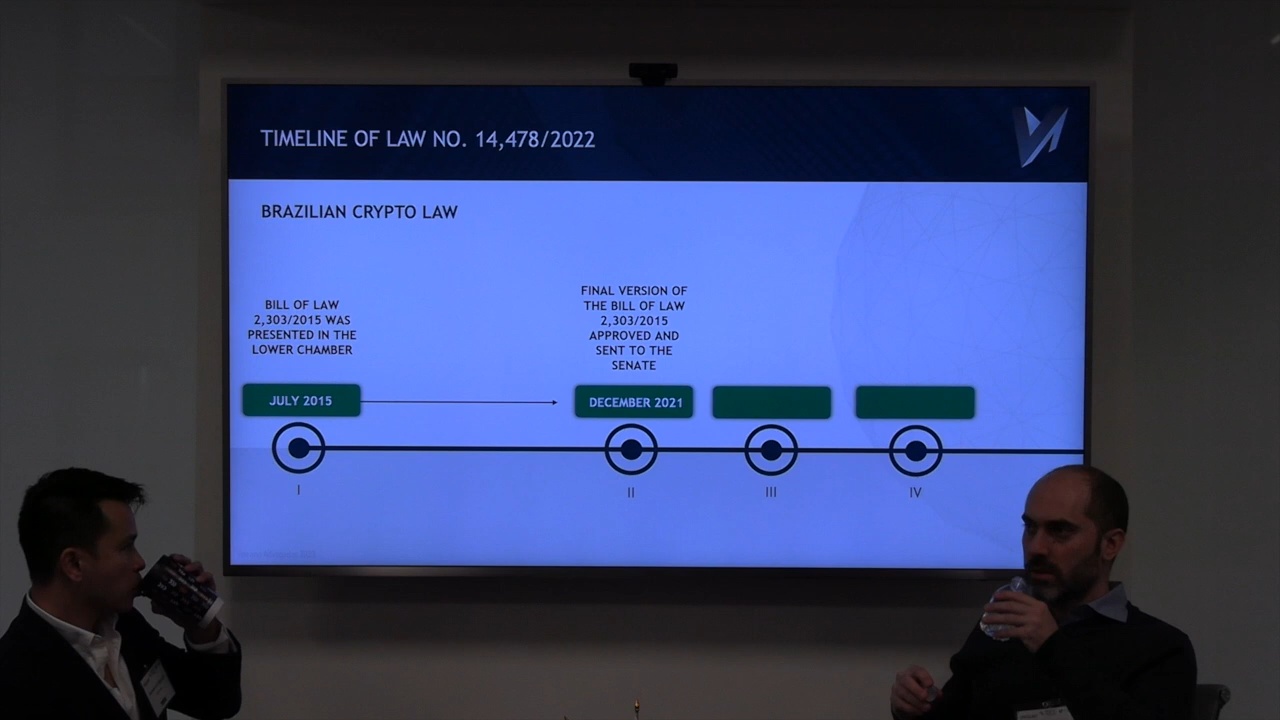 TIMELINE OF LAW NO. 14,478/2022
BRAZILIAN CRYPTO LAW
BILL OF LAW
2,303/2015 WAS
PRESENTED IN THE
LOWER CHAMBER
JULY 2015
I
FINAL VERSION OF
THE BILL OF LAW
2,303/2015
APPROVED AND
SENT TO THE
SENATE
DECEMBER 2021
II
III
IV